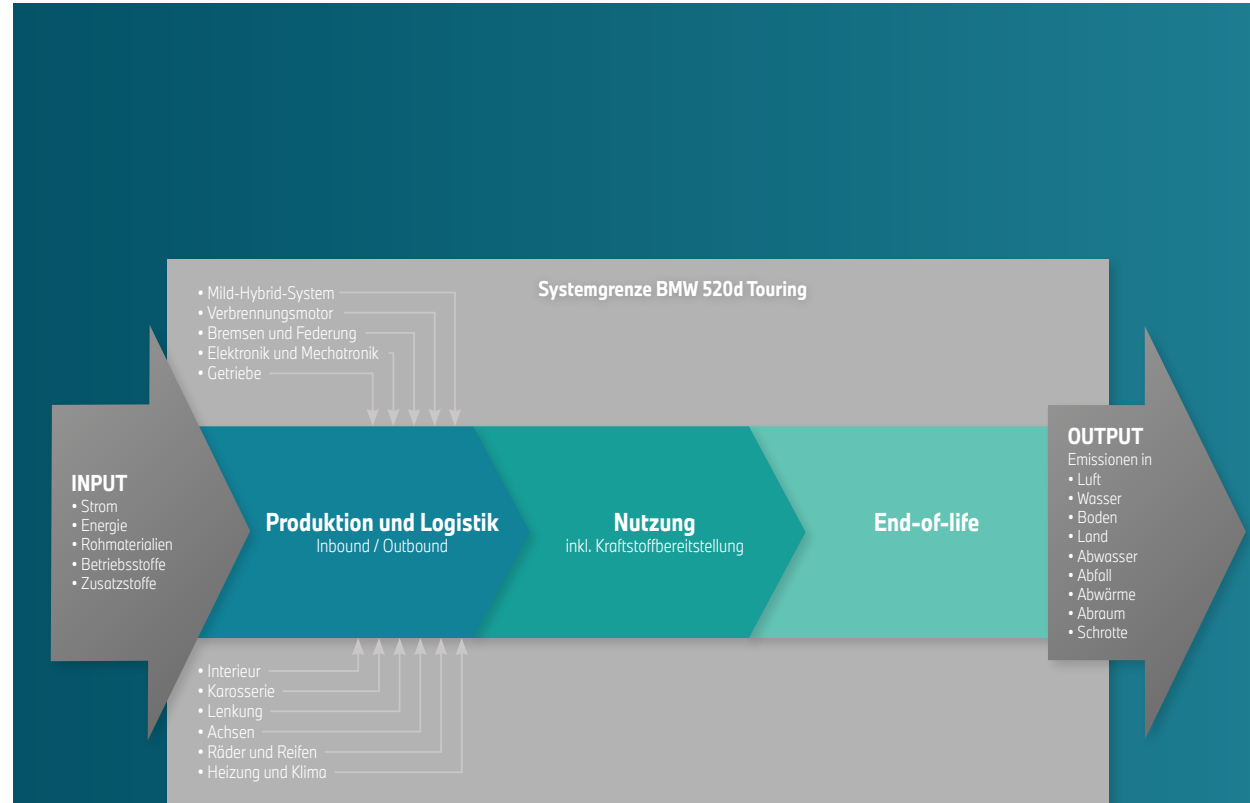 Systemgrenze BMW 520d Touring
• Mild-Hybrid-System
• Verbrennungsmotor
• Bremsen und Federung
• Elektronik und Mechatronik
• Getriebe
INPUT
• Strom
• Energie
• Rohmaterialien
• Betriebsstoffe
• Zusatzstoffe
Produktion und Logistik
Inbound / Outbound
Nutzung
inkl. Kraftstoffbereitstellung
End-of-life
OUTPUT
Emissionen in
• Luft
• Wasser
• Boden
• Land
• Abwasser
• Abfall
• Abwärme
• Abraum
• Schrotte
• Interieur
• Karosserie
• Lenkung
• Achsen
• Räder und Reifen
• Heizung und Klima